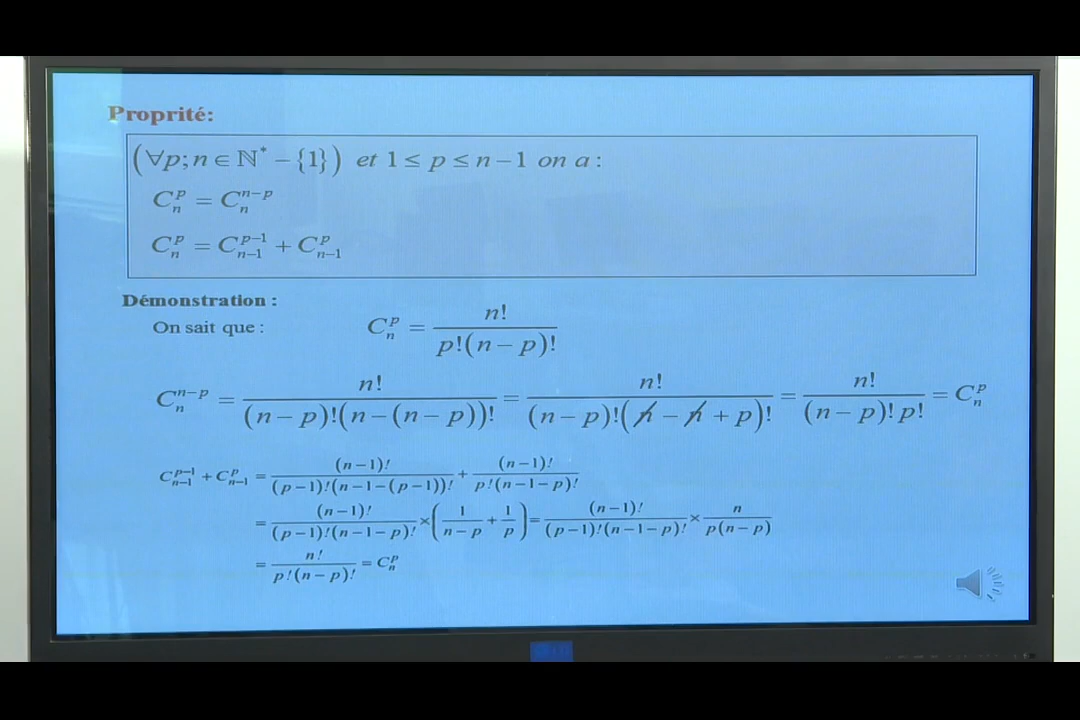 Proprité:
(∀p; n ∈ ℕ* − {1}) et 1 ≤ p ≤ n − 1 on a :
C_n^p = C_n^{n−p}
C_n^p = C_{n−1}^{p−1} + C_{n−1}^p
Démonstration :
On sait que : C_n^p = n! / (p!(n − p)!)
C_n^{n−p} = n! / ((n − p)!(n − (n − p))!) = n! / ((n − p)!(n − n + p)!) = n! / ((n − p)! p!) = C_n^p
C_{n−1}^{p−1} + C_{n−1}^p = (n−1)! / ((p−1)!(n−1−(p−1))!) + (n−1)! / (p!(n−1−p)!)
= (n−1)! / ((p−1)!(n−1−p)!) × (1/(n−p) + 1/p) = (n−1)! / ((p−1)!(n−1−p)!) × n / (p(n−p))
= n! / (p!(n − p)!) = C_n^p